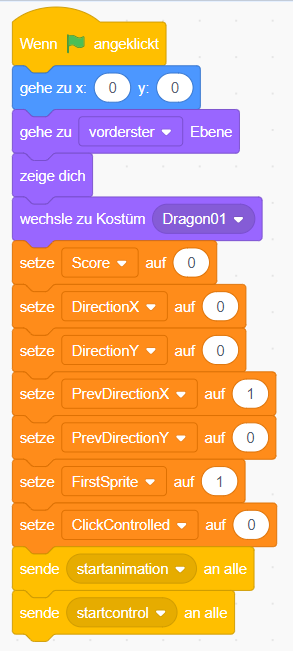 Wenn angeklickt
gehe zu x: 0 y: 0
gehe zu vorderster Ebene
zeige dich
wechsle zu Kostüm Dragon01
setze Score auf 0
setze DirectionX auf 0
setze DirectionY auf 0
setze PrevDirectionX auf 1
setze PrevDirectionY auf 0
setze FirstSprite auf 1
setze ClickControlled auf 0
sende startanimation an alle
sende startcontrol an alle